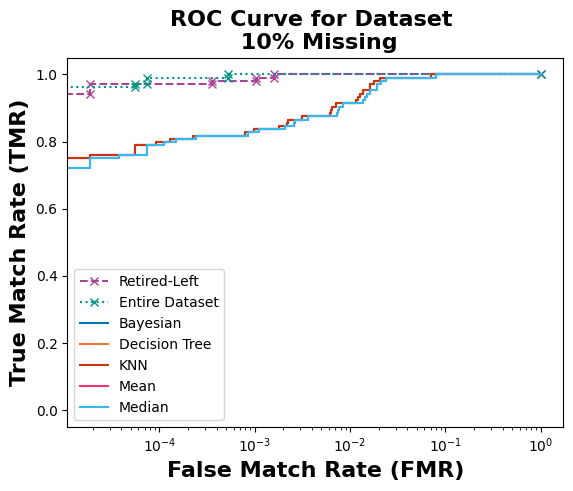 ROC Curve for Dataset
10% Missing
True Match Rate (TMR)
1.0
0.8
0.6
0.4
0.2
0.0
Retired-Left
Entire Dataset
Bayesian
Decision Tree
KNN
Mean
Median
10⁻⁴
10⁻³
10⁻²
10⁻¹
10⁰
False Match Rate (FMR)